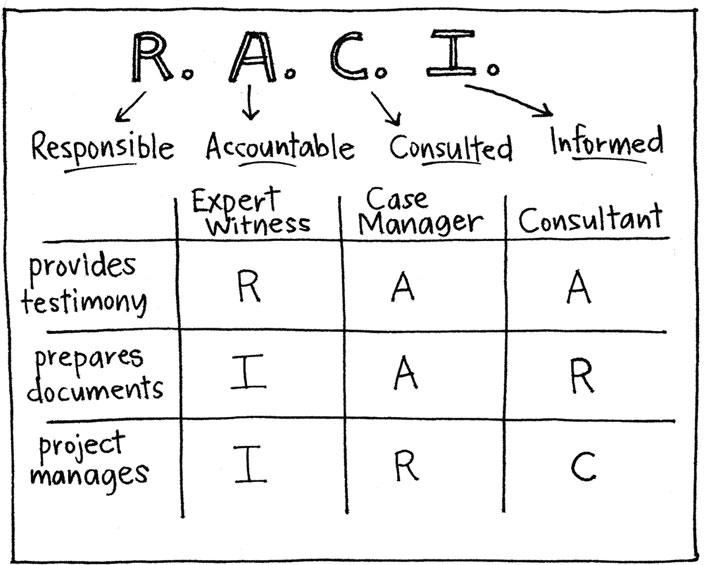 R. A. C. I.
Responsible Accountable Consulted Informed
Expert Witness Case Manager Consultant
provides testimony R A A
prepares documents I A R
project manages I R C